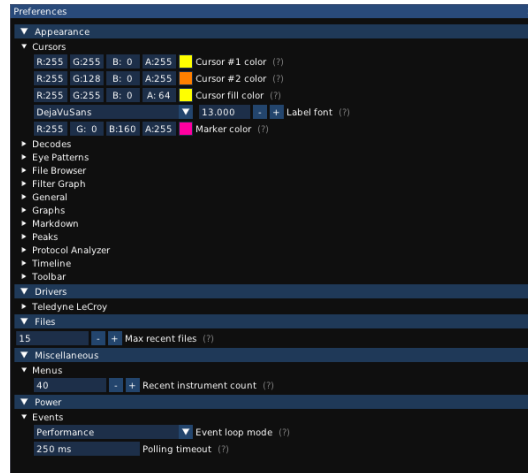 Preferences
Appearance
Cursors
R:255 G:255 B: 0 A:255 Cursor #1 color (?)
R:255 G:128 B: 0 A:255 Cursor #2 color (?)
R:255 G:255 B: 0 A: 64 Cursor fill color (?)
DejaVuSans 13.000 - + Label font (?)
R:255 G: 0 B:160 A:255 Marker color (?)
Decodes
Eye Patterns
File Browser
Filter Graph
General
Graphs
Markdown
Peaks
Protocol Analyzer
Timeline
Toolbar
Drivers
Teledyne LeCroy
Files
15 - + Max recent files (?)
Miscellaneous
Menus
40 - + Recent instrument count (?)
Power
Events
Performance Event loop mode (?)
250 ms Polling timeout (?)